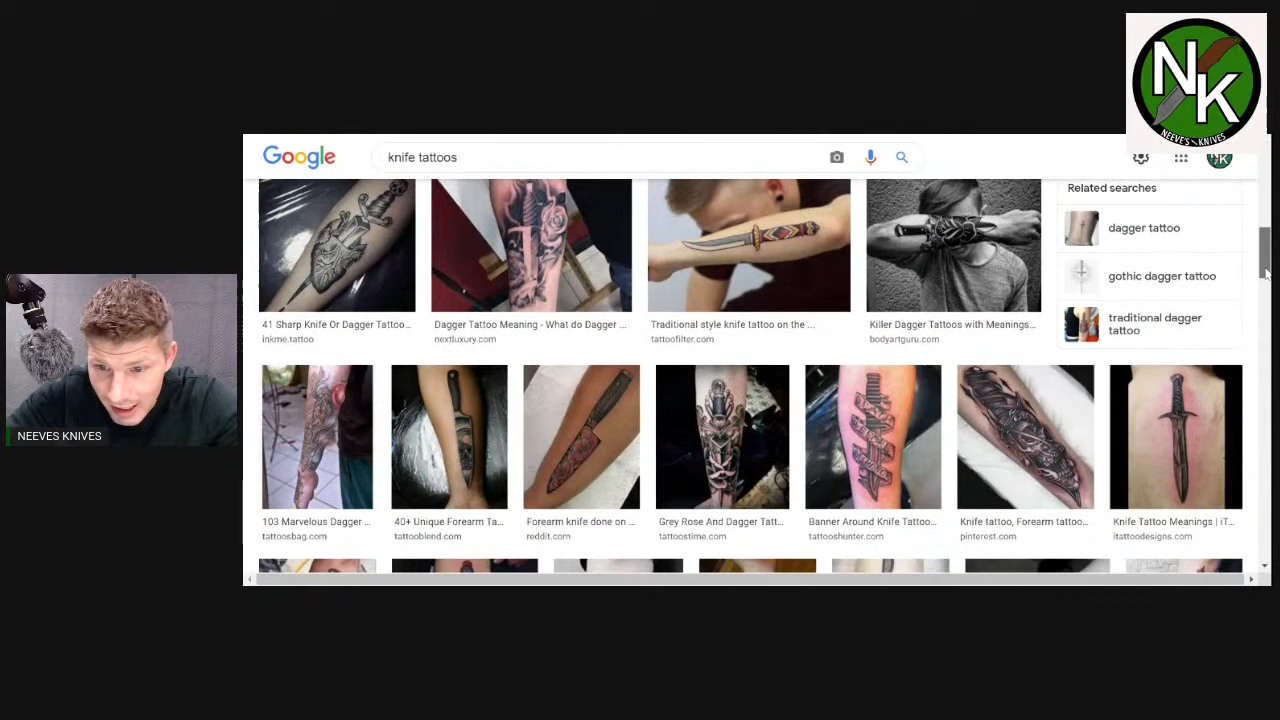 NK
NEEVE'S KNIVES
Google
knife tattoos
NK
Related searches
dagger tattoo
gothic dagger tattoo
traditional dagger
tattoo
41 Sharp Knife Or Dagger Tattoo...
inkme.tattoo
Dagger Tattoo Meaning - What do Dagger ...
nextluxury.com
Traditional style knife tattoo on the ...
tattoofilter.com
Killer Dagger Tattoos with Meanings...
bodyartguru.com
NEEVES KNIVES
103 Marvelous Dagger ...
tattoosbag.com
40+ Unique Forearm Ta...
tattooblend.com
Forearm knife done on ...
reddit.com
Grey Rose And Dagger Tatt...
tattoostime.com
Banner Around Knife Tattoo...
tattooshunter.com
Knife tattoo, Forearm tattoo...
pinterest.com
Knife Tattoo Meanings | iT...
itattoodesigns.com